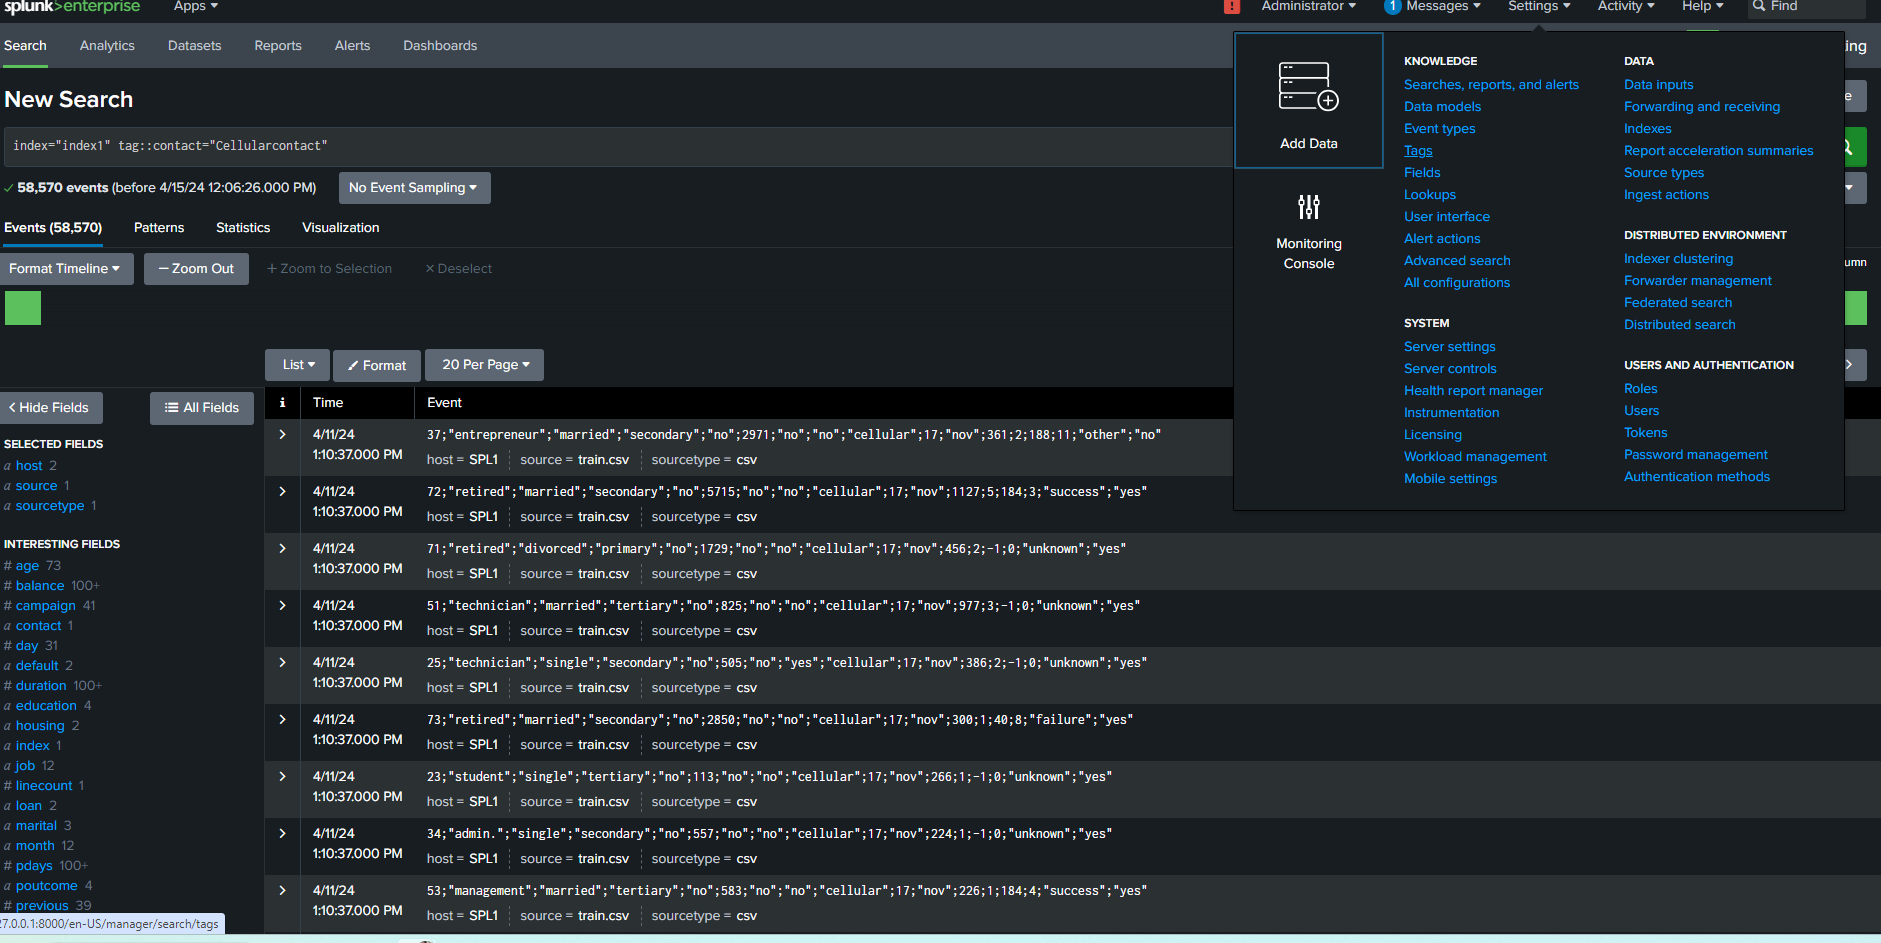 splunk>enterprise Apps ▾
! Administrator ▾ 1 Messages ▾ Settings ▾ Activity ▾ Help ▾ Find
Search Analytics Datasets Reports Alerts Dashboards
New Search
index="index1" tag::contact="Cellularcontact"
✓ 58,570 events (before 4/15/24 12:06:26.000 PM) No Event Sampling ▾
Events (58,570) Patterns Statistics Visualization
Format Timeline ▾ — Zoom Out + Zoom to Selection × Deselect
List ▾ Format 20 Per Page ▾
Hide Fields All Fields
SELECTED FIELDS
a host 2
a source 1
a sourcetype 1
INTERESTING FIELDS
# age 73
# balance 100+
# campaign 41
a contact 1
# day 31
a default 2
# duration 100+
a education 4
a housing 2
a index 1
a job 12
# linecount 1
a loan 2
a marital 3
a month 12
# pdays 100+
a poutcome 4
# previous 39
27.0.0.1:8000/en-US/manager/search/tags
i Time Event
4/11/24
1:10:37.000 PM
37;"entrepreneur";"married";"secondary";"no";2971;"no";"no";"cellular";17;"nov";361;2;188;11;"other";"no"
host = SPL1 source = train.csv sourcetype = csv
4/11/24
1:10:37.000 PM
72;"retired";"married";"secondary";"no";5715;"no";"no";"cellular";17;"nov";1127;5;184;3;"success";"yes"
host = SPL1 source = train.csv sourcetype = csv
4/11/24
1:10:37.000 PM
71;"retired";"divorced";"primary";"no";1729;"no";"no";"cellular";17;"nov";456;2;-1;0;"unknown";"yes"
host = SPL1 source = train.csv sourcetype = csv
4/11/24
1:10:37.000 PM
51;"technician";"married";"tertiary";"no";825;"no";"no";"cellular";17;"nov";977;3;-1;0;"unknown";"yes"
host = SPL1 source = train.csv sourcetype = csv
4/11/24
1:10:37.000 PM
25;"technician";"single";"secondary";"no";505;"no";"yes";"cellular";17;"nov";386;2;-1;0;"unknown";"yes"
host = SPL1 source = train.csv sourcetype = csv
4/11/24
1:10:37.000 PM
73;"retired";"married";"secondary";"no";2850;"no";"no";"cellular";17;"nov";300;1;40;8;"failure";"yes"
host = SPL1 source = train.csv sourcetype = csv
4/11/24
1:10:37.000 PM
23;"student";"single";"tertiary";"no";113;"no";"no";"cellular";17;"nov";266;1;-1;0;"unknown";"yes"
host = SPL1 source = train.csv sourcetype = csv
4/11/24
1:10:37.000 PM
34;"admin.";"single";"secondary";"no";557;"no";"no";"cellular";17;"nov";224;1;-1;0;"unknown";"yes"
host = SPL1 source = train.csv sourcetype = csv
4/11/24
1:10:37.000 PM
53;"management";"married";"tertiary";"no";583;"no";"no";"cellular";17;"nov";226;1;184;4;"success";"yes"
host = SPL1 source = train.csv sourcetype = csv
Add Data
Monitoring
Console
KNOWLEDGE
Searches, reports, and alerts
Data models
Event types
Tags
Fields
Lookups
User interface
Alert actions
Advanced search
All configurations
SYSTEM
Server settings
Server controls
Health report manager
Instrumentation
Licensing
Workload management
Mobile settings
DATA
Data inputs
Forwarding and receiving
Indexes
Report acceleration summaries
Source types
Ingest actions
DISTRIBUTED ENVIRONMENT
Indexer clustering
Forwarder management
Federated search
Distributed search
USERS AND AUTHENTICATION
Roles
Users
Tokens
Password management
Authentication methods
ing
e
umn